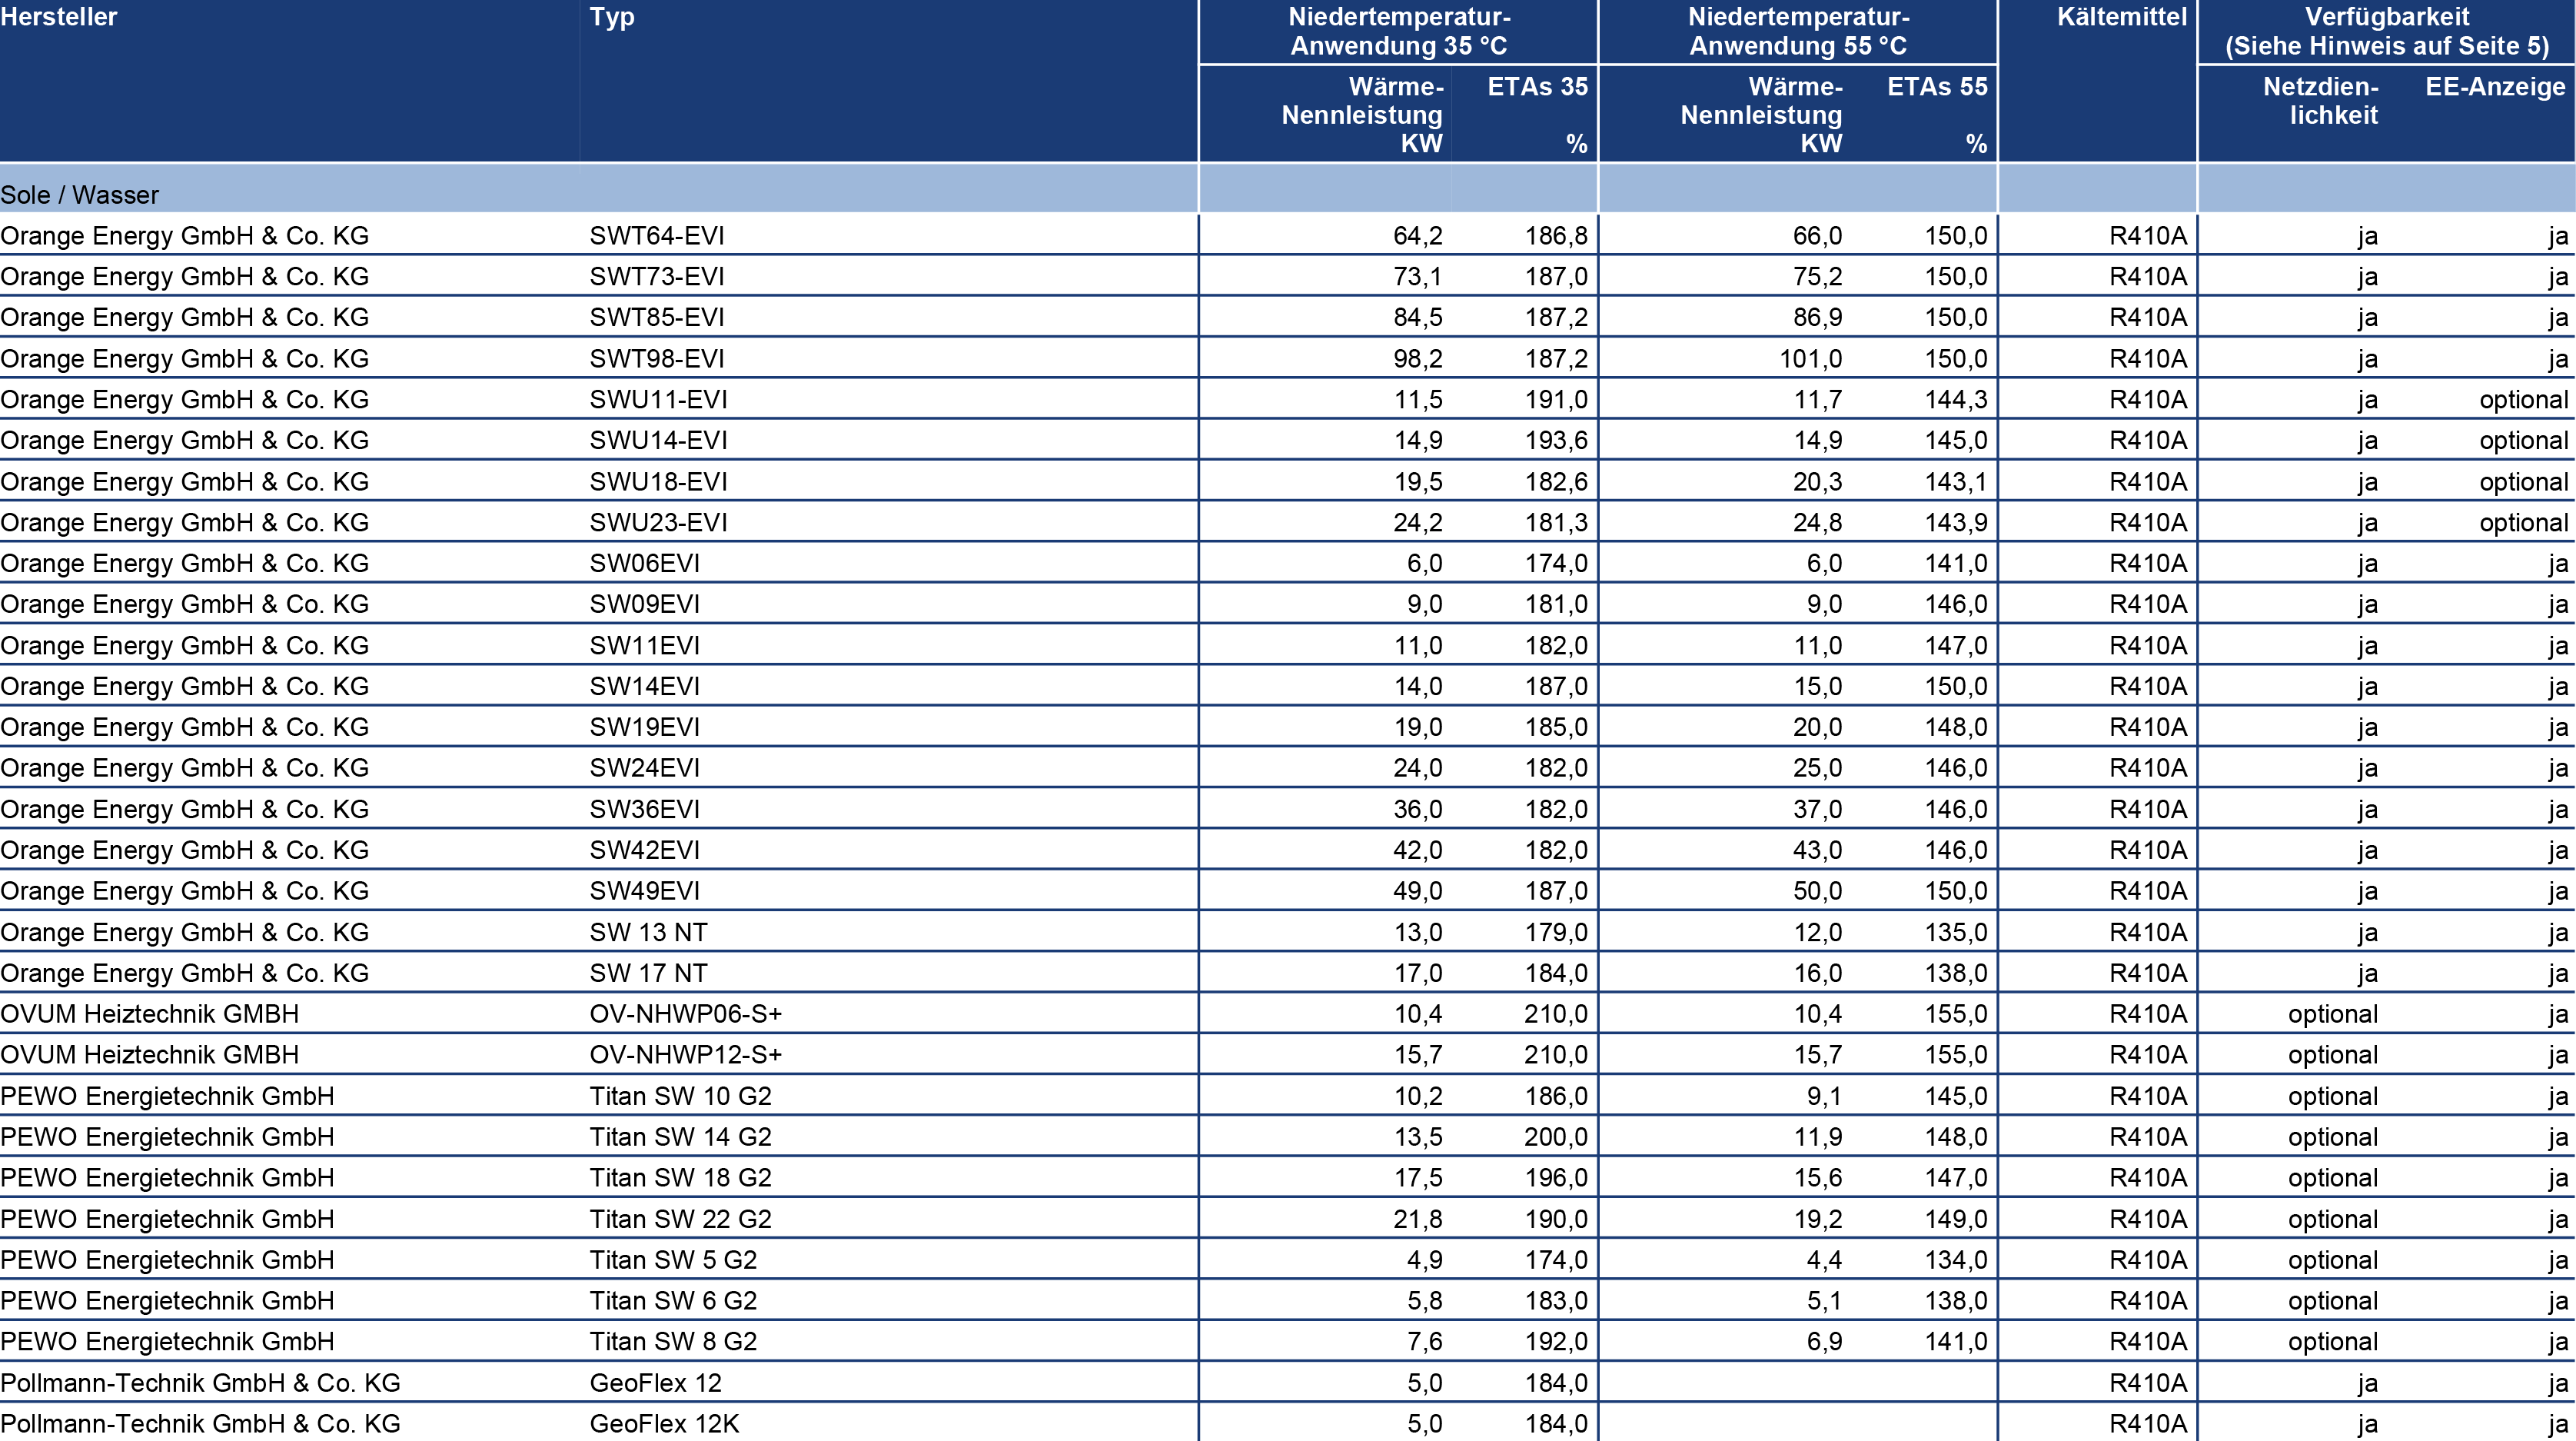 Hersteller Typ Niedertemperatur- Niedertemperatur- Kältemittel Verfügbarkeit
Anwendung 35 °C Anwendung 55 °C (Siehe Hinweis auf Seite 5)
Wärme- ETAs 35 Wärme- ETAs 55 Netzdien- EE-Anzeige
Nennleistung Nennleistung lichkeit
KW % KW %
Sole / Wasser
Orange Energy GmbH & Co. KG SWT64-EVI 64,2 186,8 66,0 150,0 R410A ja ja
Orange Energy GmbH & Co. KG SWT73-EVI 73,1 187,0 75,2 150,0 R410A ja ja
Orange Energy GmbH & Co. KG SWT85-EVI 84,5 187,2 86,9 150,0 R410A ja ja
Orange Energy GmbH & Co. KG SWT98-EVI 98,2 187,2 101,0 150,0 R410A ja ja
Orange Energy GmbH & Co. KG SWU11-EVI 11,5 191,0 11,7 144,3 R410A ja optional
Orange Energy GmbH & Co. KG SWU14-EVI 14,9 193,6 14,9 145,0 R410A ja optional
Orange Energy GmbH & Co. KG SWU18-EVI 19,5 182,6 20,3 143,1 R410A ja optional
Orange Energy GmbH & Co. KG SWU23-EVI 24,2 181,3 24,8 143,9 R410A ja optional
Orange Energy GmbH & Co. KG SW06EVI 6,0 174,0 6,0 141,0 R410A ja ja
Orange Energy GmbH & Co. KG SW09EVI 9,0 181,0 9,0 146,0 R410A ja ja
Orange Energy GmbH & Co. KG SW11EVI 11,0 182,0 11,0 147,0 R410A ja ja
Orange Energy GmbH & Co. KG SW14EVI 14,0 187,0 15,0 150,0 R410A ja ja
Orange Energy GmbH & Co. KG SW19EVI 19,0 185,0 20,0 148,0 R410A ja ja
Orange Energy GmbH & Co. KG SW24EVI 24,0 182,0 25,0 146,0 R410A ja ja
Orange Energy GmbH & Co. KG SW36EVI 36,0 182,0 37,0 146,0 R410A ja ja
Orange Energy GmbH & Co. KG SW42EVI 42,0 182,0 43,0 146,0 R410A ja ja
Orange Energy GmbH & Co. KG SW49EVI 49,0 187,0 50,0 150,0 R410A ja ja
Orange Energy GmbH & Co. KG SW 13 NT 13,0 179,0 12,0 135,0 R410A ja ja
Orange Energy GmbH & Co. KG SW 17 NT 17,0 184,0 16,0 138,0 R410A ja ja
OVUM Heiztechnik GMBH OV-NHWP06-S+ 10,4 210,0 10,4 155,0 R410A optional ja
OVUM Heiztechnik GMBH OV-NHWP12-S+ 15,7 210,0 15,7 155,0 R410A optional ja
PEWO Energietechnik GmbH Titan SW 10 G2 10,2 186,0 9,1 145,0 R410A optional ja
PEWO Energietechnik GmbH Titan SW 14 G2 13,5 200,0 11,9 148,0 R410A optional ja
PEWO Energietechnik GmbH Titan SW 18 G2 17,5 196,0 15,6 147,0 R410A optional ja
PEWO Energietechnik GmbH Titan SW 22 G2 21,8 190,0 19,2 149,0 R410A optional ja
PEWO Energietechnik GmbH Titan SW 5 G2 4,9 174,0 4,4 134,0 R410A optional ja
PEWO Energietechnik GmbH Titan SW 6 G2 5,8 183,0 5,1 138,0 R410A optional ja
PEWO Energietechnik GmbH Titan SW 8 G2 7,6 192,0 6,9 141,0 R410A optional ja
Pollmann-Technik GmbH & Co. KG GeoFlex 12 5,0 184,0 R410A ja ja
Pollmann-Technik GmbH & Co. KG GeoFlex 12K 5,0 184,0 R410A ja ja